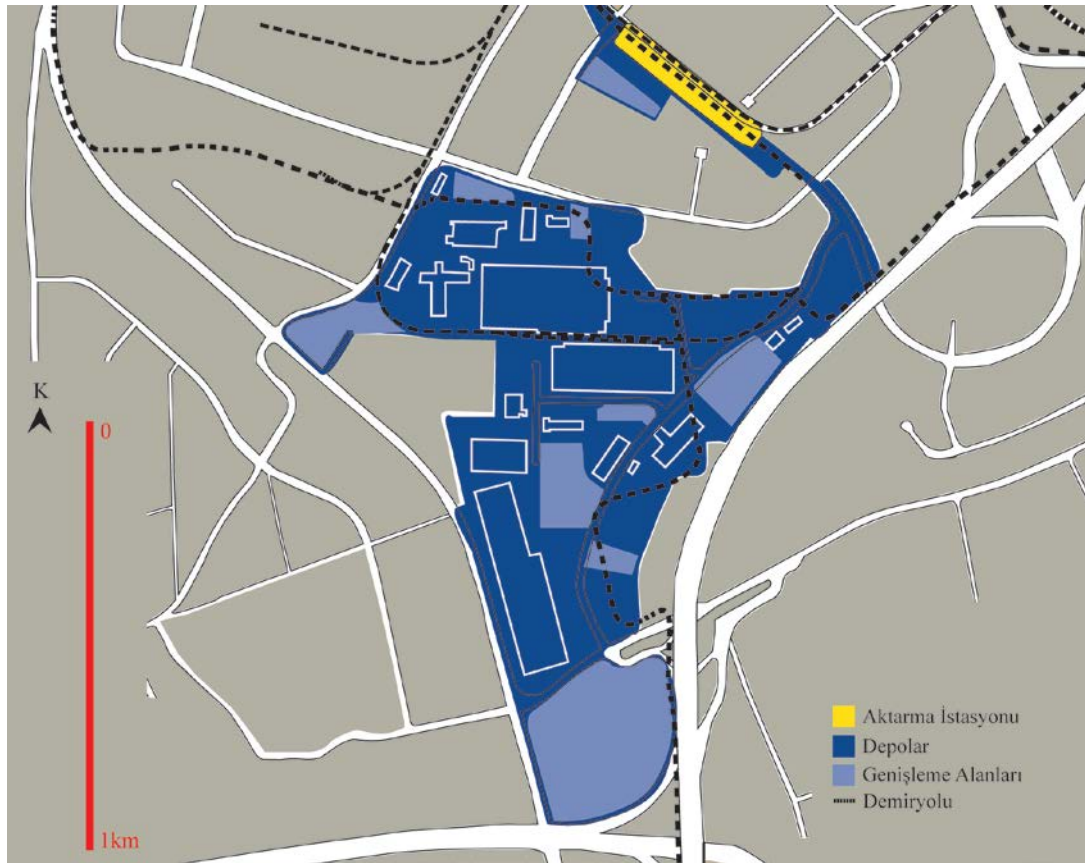 K
0
1km
Aktarma İstasyonu
Depolar
Genişleme Alanları
Demiryolu